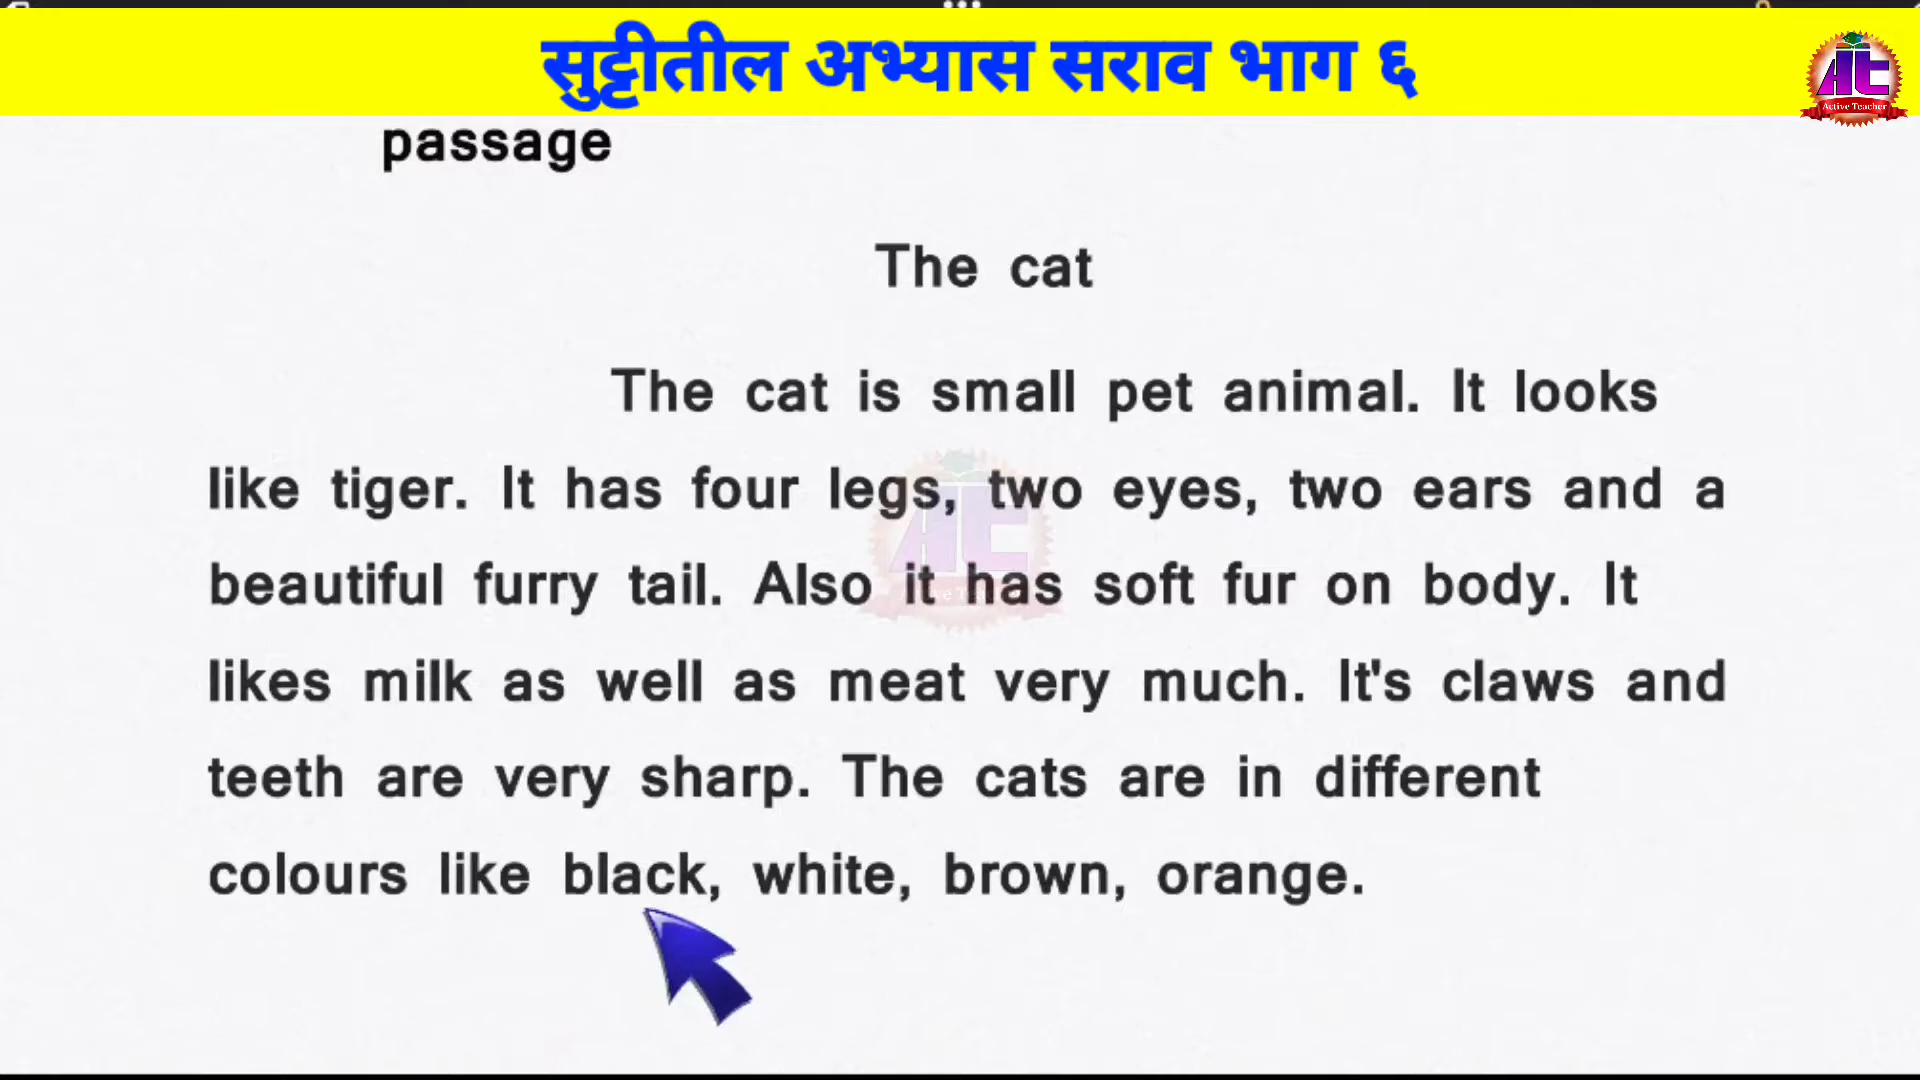 सुट्टीतील अभ्यास सराव भाग ६
Active Teacher
passage
The cat
The cat is small pet animal. It looks
like tiger. It has four legs, two eyes, two ears and a
beautiful furry tail. Also it has soft fur on body. It
likes milk as well as meat very much. It's claws and
teeth are very sharp. The cats are in different
colours like black, white, brown, orange.